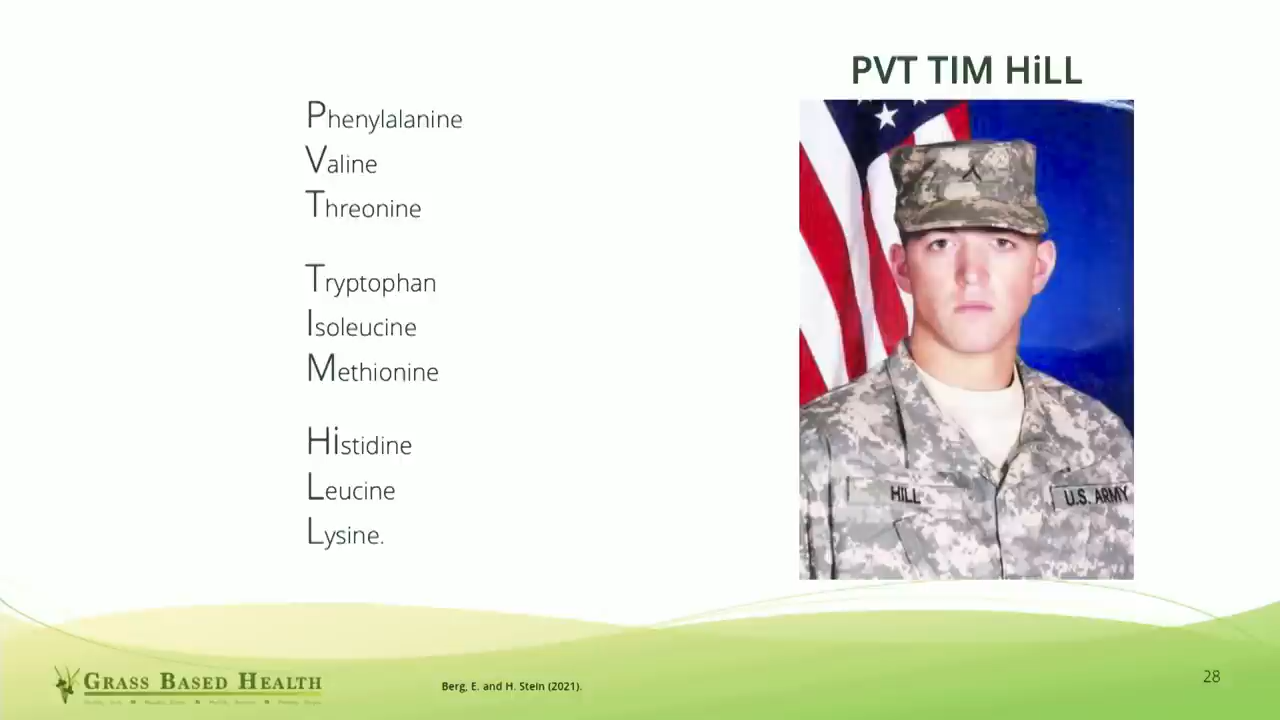 PVT TIM HiLL
Phenylalanine
Valine
Threonine
Tryptophan
Isoleucine
Methionine
Histidine
Leucine
Lysine.
HILL
U.S. ARMY
GRASS BASED HEALTH
Berg, E. and H. Stein (2021).
28